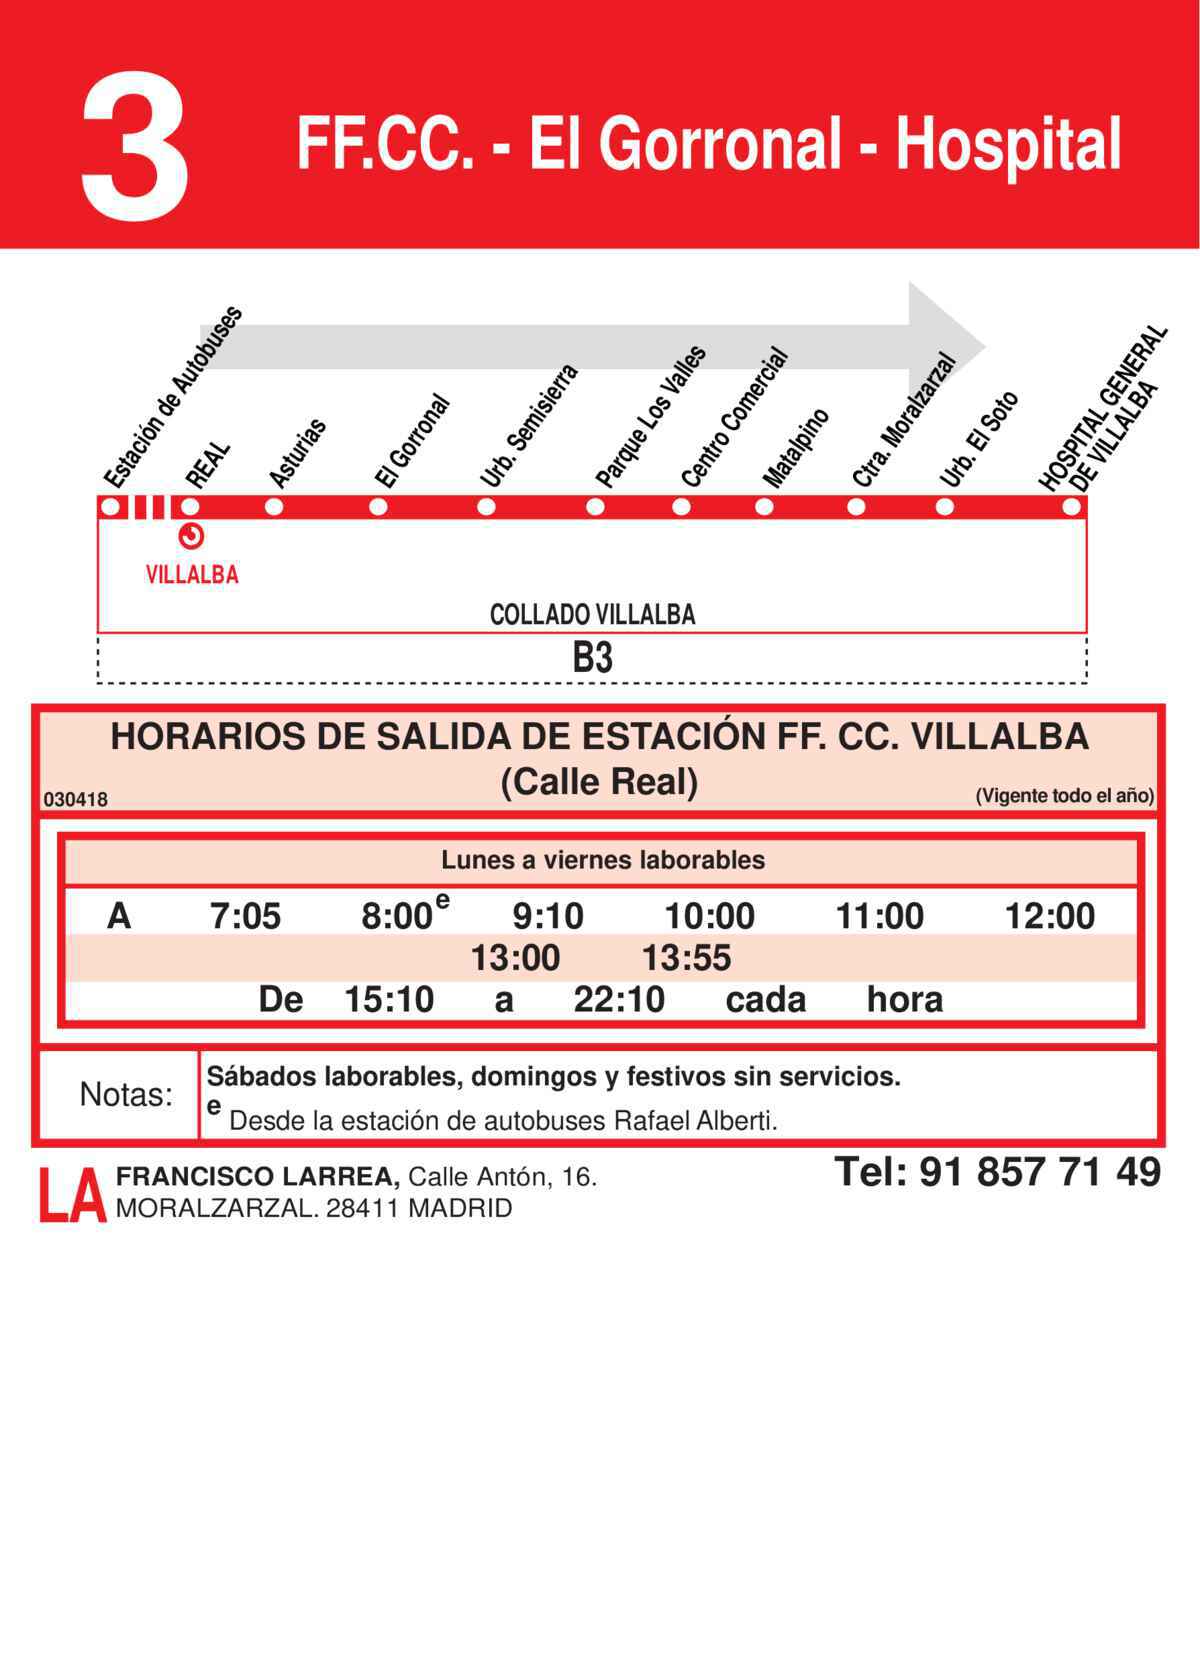 3 FF.CC. - El Gorronal - Hospital
Estación de Autobuses
REAL
Asturias
El Gorronal
Urb. Semisierra
Parque Los Valles
Centro Comercial
Matalpino
Ctra. Moralzarzal
Urb. El Soto
HOSPITAL GENERAL
DE VILLALBA
VILLALBA
COLLADO VILLALBA
B3
HORARIOS DE SALIDA DE ESTACIÓN FF. CC. VILLALBA
(Calle Real)
030418 (Vigente todo el año)
Lunes a viernes laborables
A 7:05 8:00 e 9:10 10:00 11:00 12:00
13:00 13:55
De 15:10 a 22:10 cada hora
Notas:
Sábados laborables, domingos y festivos sin servicios.
e Desde la estación de autobuses Rafael Alberti.
LA FRANCISCO LARREA, Calle Antón, 16.
MORALZARZAL. 28411 MADRID
Tel: 91 857 71 49